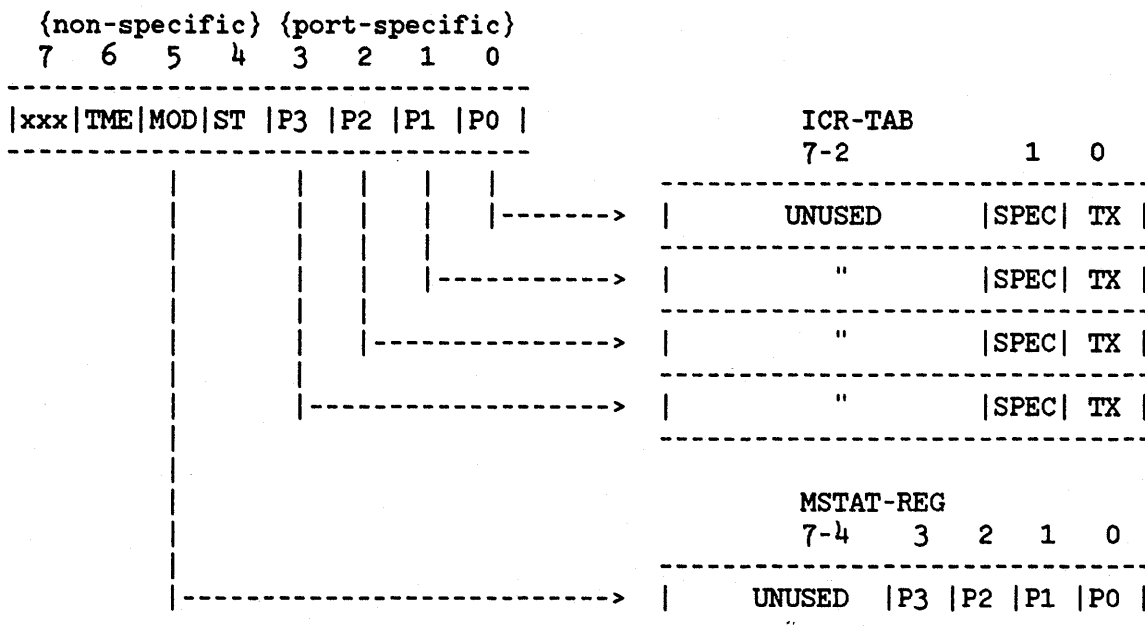 {non-specific} {port-specific}
7 6 5 4 3 2 1 0
|xxx|TME|MOD|ST |P3 |P2 |P1 |P0 |
ICR-TAB
7-2 1 0
| UNUSED |SPEC| TX |
| " |SPEC| TX |
| " |SPEC| TX |
| " |SPEC| TX |
MSTAT-REG
7-4 3 2 1 0
| UNUSED |P3 |P2 |P1 |P0 |